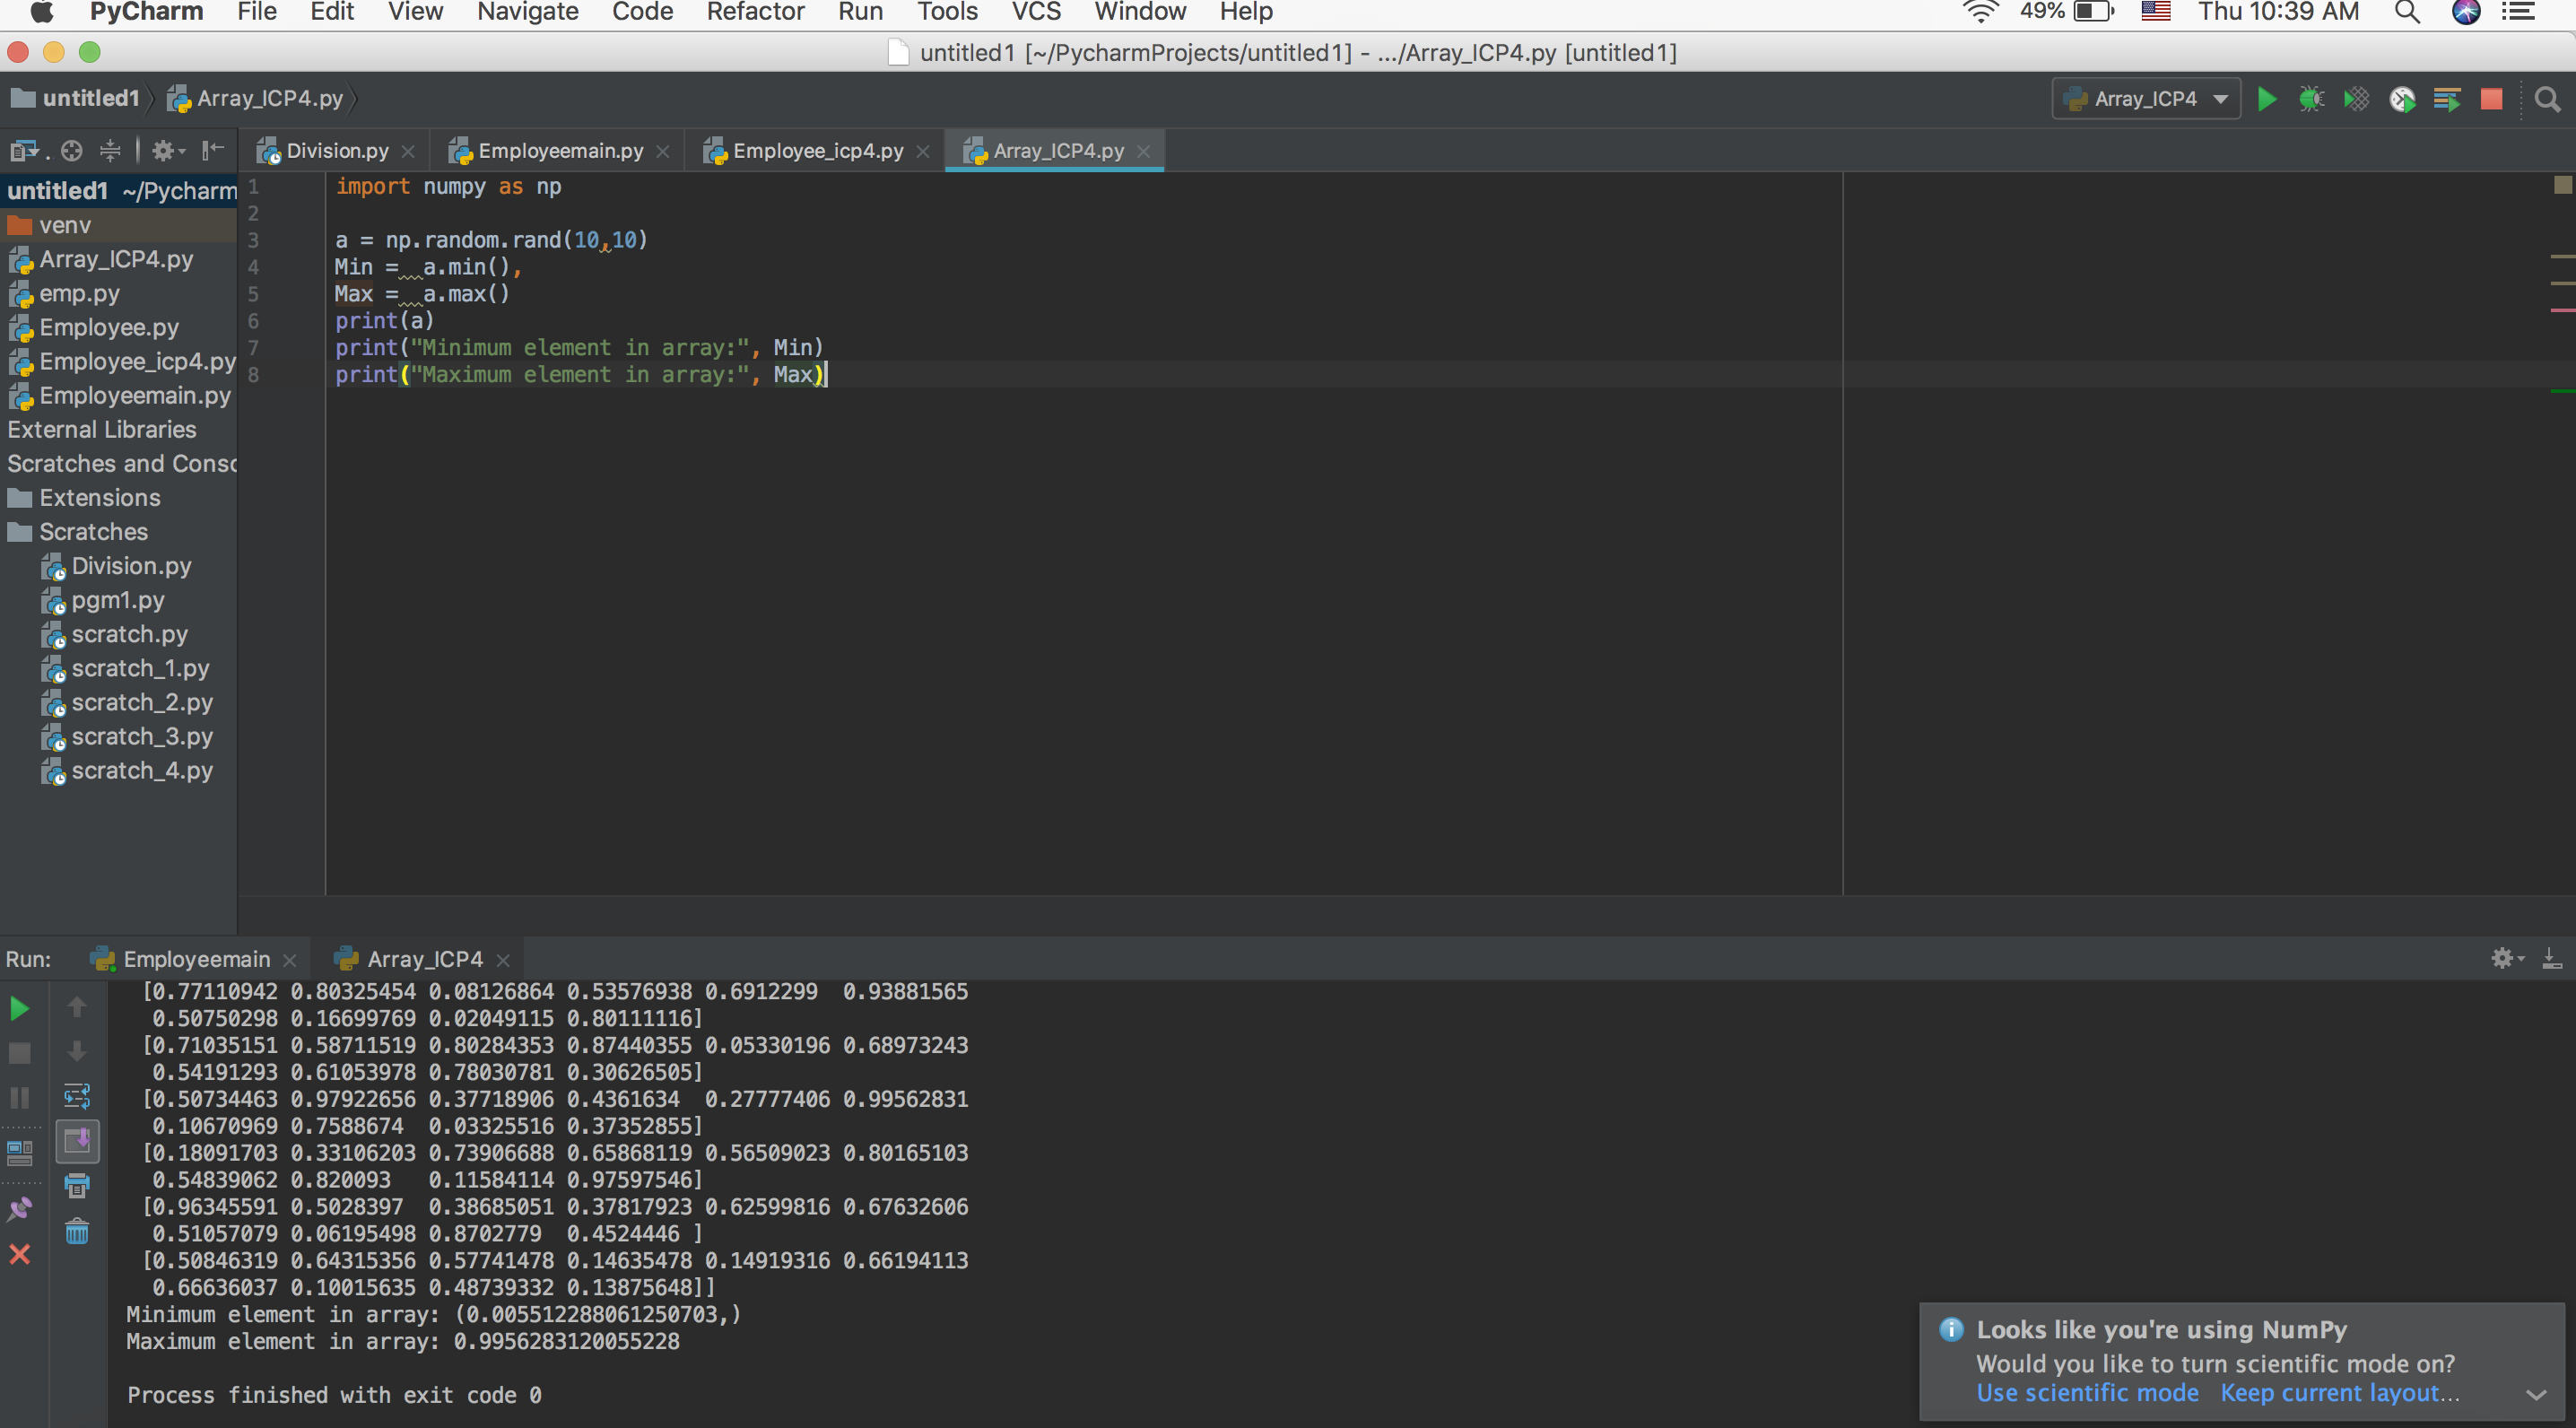 PyCharm File Edit View Navigate Code Refactor Run Tools VCS Window Help 49% Thu 10:39 AM
untitled1 [~/PycharmProjects/untitled1] - .../Array_ICP4.py [untitled1]
untitled1 Array_ICP4.py Array_ICP4
Division.py Employeemain.py Employee_icp4.py Array_ICP4.py
untitled1 ~/Pycharm
venv
Array_ICP4.py
emp.py
Employee.py
Employee_icp4.py
Employeemain.py
External Libraries
Scratches and Consc
Extensions
Scratches
Division.py
pgm1.py
scratch.py
scratch_1.py
scratch_2.py
scratch_3.py
scratch_4.py
1 import numpy as np
2
3 a = np.random.rand(10,10)
4 Min =  a.min(),
5 Max =  a.max()
6 print(a)
7 print("Minimum element in array:", Min)
8 print("Maximum element in array:", Max)
Run: Employeemain Array_ICP4
[0.77110942 0.80325454 0.08126864 0.53576938 0.6912299  0.93881565
0.50750298 0.16699769 0.02049115 0.80111116]
[0.71035151 0.58711519 0.80284353 0.87440355 0.05330196 0.68973243
0.54191293 0.61053978 0.78030781 0.30626505]
[0.50734463 0.97922656 0.37718906 0.4361634  0.27777406 0.99562831
0.10670969 0.7588674  0.03325516 0.37352855]
[0.18091703 0.33106203 0.73906688 0.65868119 0.56509023 0.80165103
0.54839062 0.820093   0.11584114 0.97597546]
[0.96345591 0.5028397  0.38685051 0.37817923 0.62599816 0.67632606
0.51057079 0.06195498 0.8702779  0.4524446 ]
[0.50846319 0.64315356 0.57741478 0.14635478 0.14919316 0.66194113
0.66636037 0.10015635 0.48739332 0.13875648]]
Minimum element in array: (0.005512288061250703,)
Maximum element in array: 0.9956283120055228
Process finished with exit code 0
Looks like you're using NumPy
Would you like to turn scientific mode on?
Use scientific mode Keep current layout...